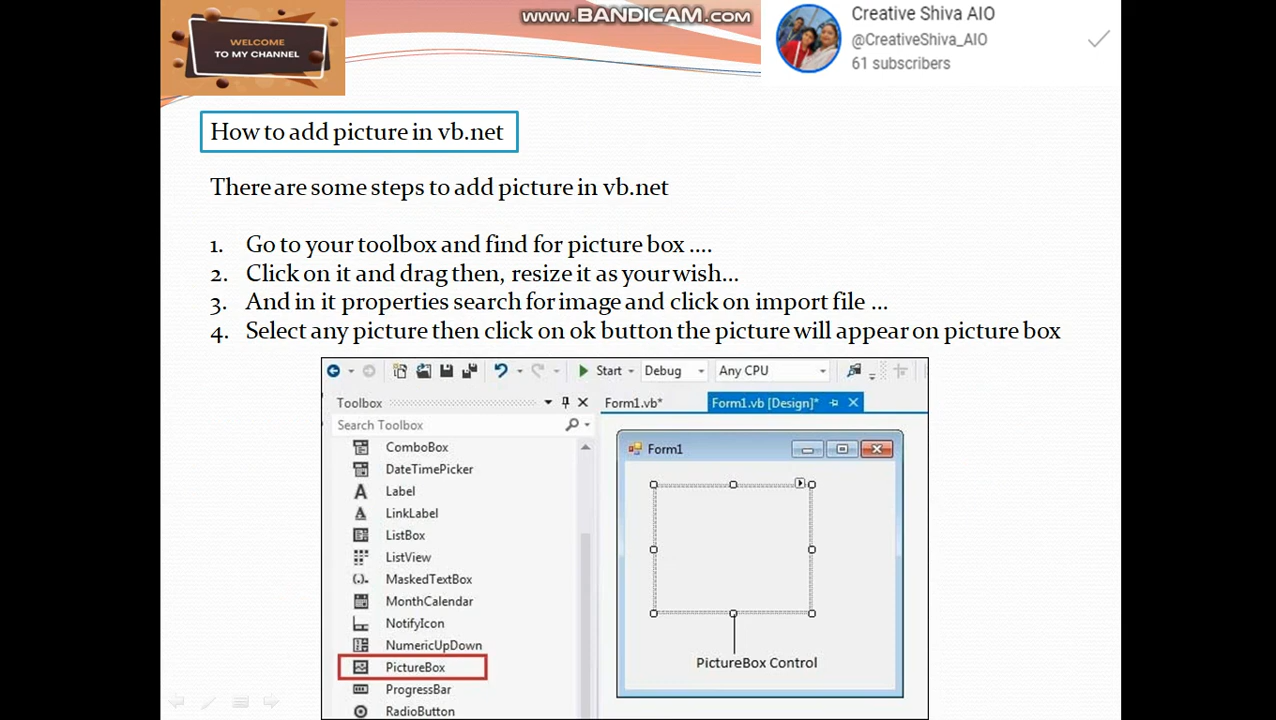 WELCOME
TO MY CHANNEL
www.BANDICAM.com
Creative Shiva AIO
@CreativeShiva_AIO
61 subscribers
How to add picture in vb.net
There are some steps to add picture in vb.net
1. Go to your toolbox and find for picture box ....
2. Click on it and drag then, resize it as your wish...
3. And in it properties search for image and click on import file ...
4. Select any picture then click on ok button the picture will appear on picture box
Start Debug Any CPU
Toolbox
Form1.vb* Form1.vb [Design]*
Search Toolbox
ComboBox
DateTimePicker
Label
LinkLabel
ListBox
ListView
MaskedTextBox
MonthCalendar
NotifyIcon
NumericUpDown
PictureBox
ProgressBar
RadioButton
Form1
PictureBox Control